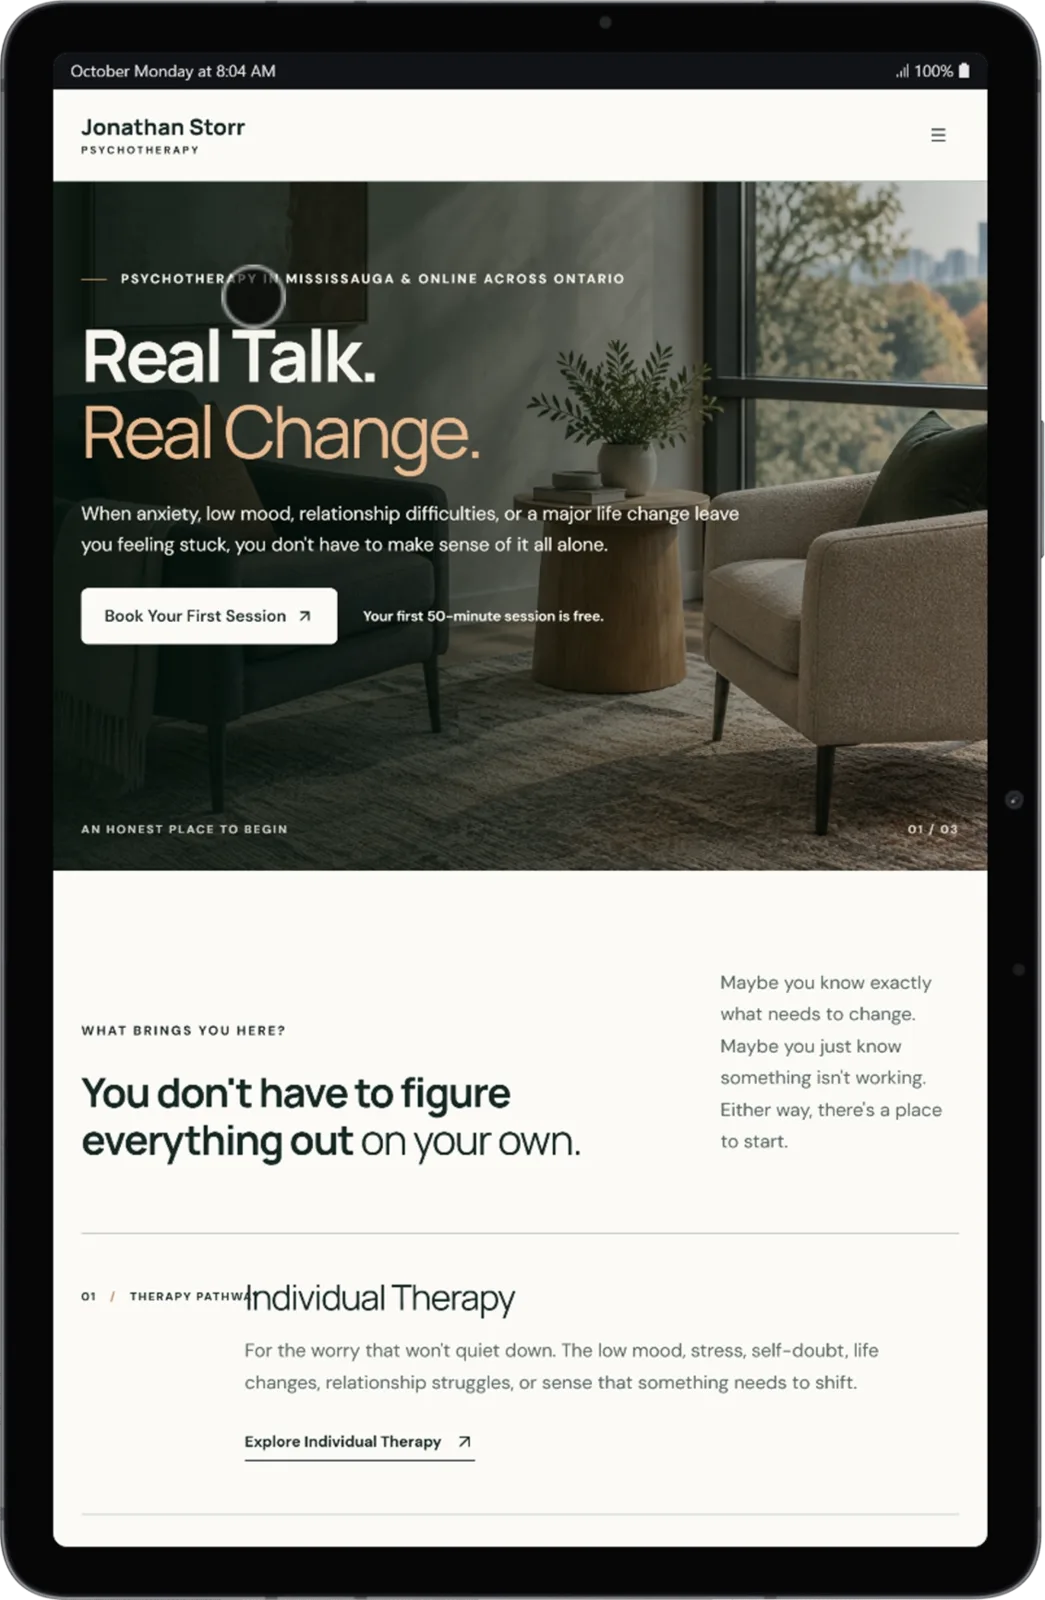 October Monday at 8:04 AM
100%
Jonathan Storr
PSYCHOTHERAPY
PSYCHOTHERAPY IN MISSISSAUGA & ONLINE ACROSS ONTARIO
Real Talk.
Real Change.
When anxiety, low mood, relationship difficulties, or a major life change leave
you feeling stuck, you don't have to make sense of it all alone.
Book Your First Session
Your first 50-minute session is free.
AN HONEST PLACE TO BEGIN
01 / 03
WHAT BRINGS YOU HERE?
You don't have to figure
everything out on your own.
Maybe you know exactly
what needs to change.
Maybe you just know
something isn't working.
Either way, there's a place
to start.
01 / THERAPY
Individual Therapy
For the worry that won't quiet down. The low mood, stress, self-doubt, life
changes, relationship struggles, or sense that something needs to shift.
Explore Individual Therapy